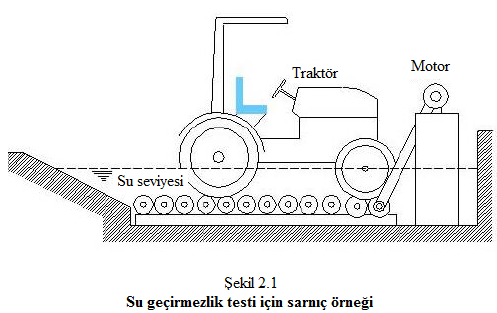 Traktör
Motor
Su seviyesi
Şekil 2.1
Su geçirmezlik testi için sarnıç örneği